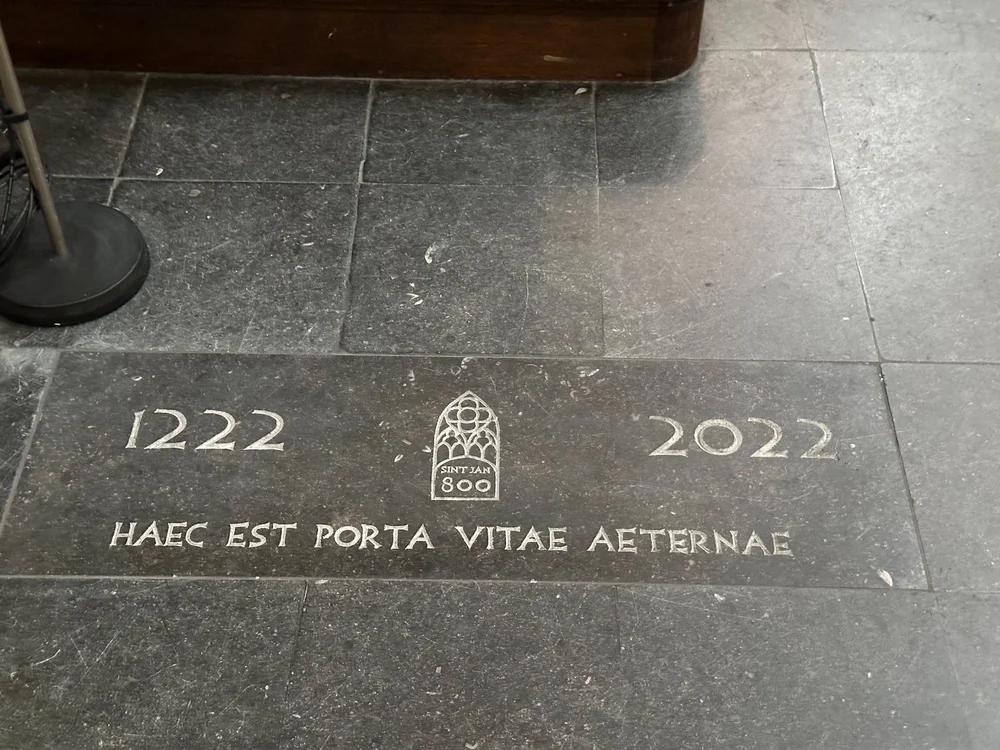 1222
SINT JAN
800
2022
HAEC EST PORTA VITAE AETERNAE